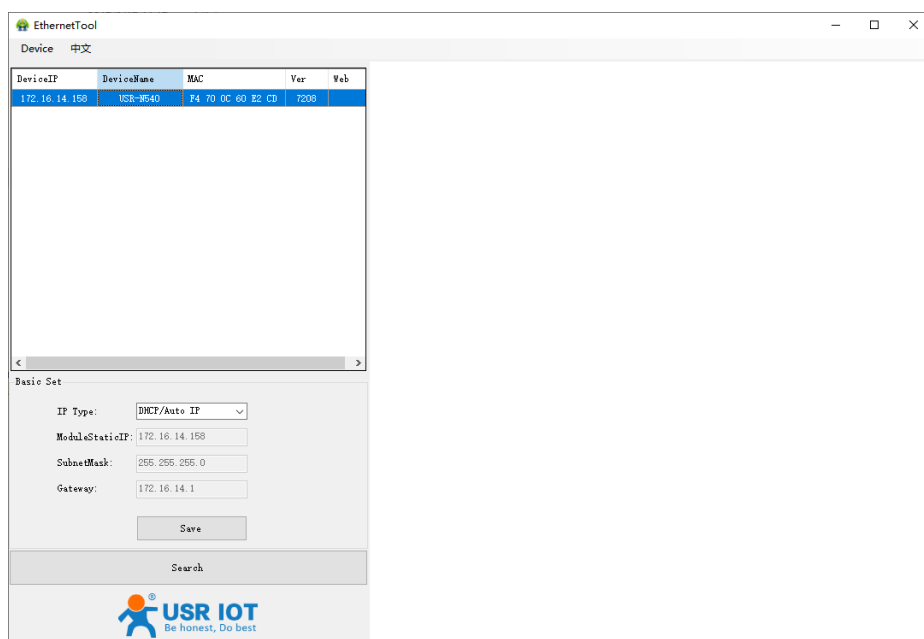 EthernetTool
Device 中文
DeviceIP DeviceName MAC Ver Web
172.16.14.158 USR-N540 F4 70 0C 60 E2 CD 7208
Basic Set
IP Type: DHCP/Auto IP
ModuleStaticIP: 172.16.14.158
SubnetMask: 255.255.255.0
Gateway: 172.16.14.1
Save
Search
USR IOT ®
Be honest, Do best